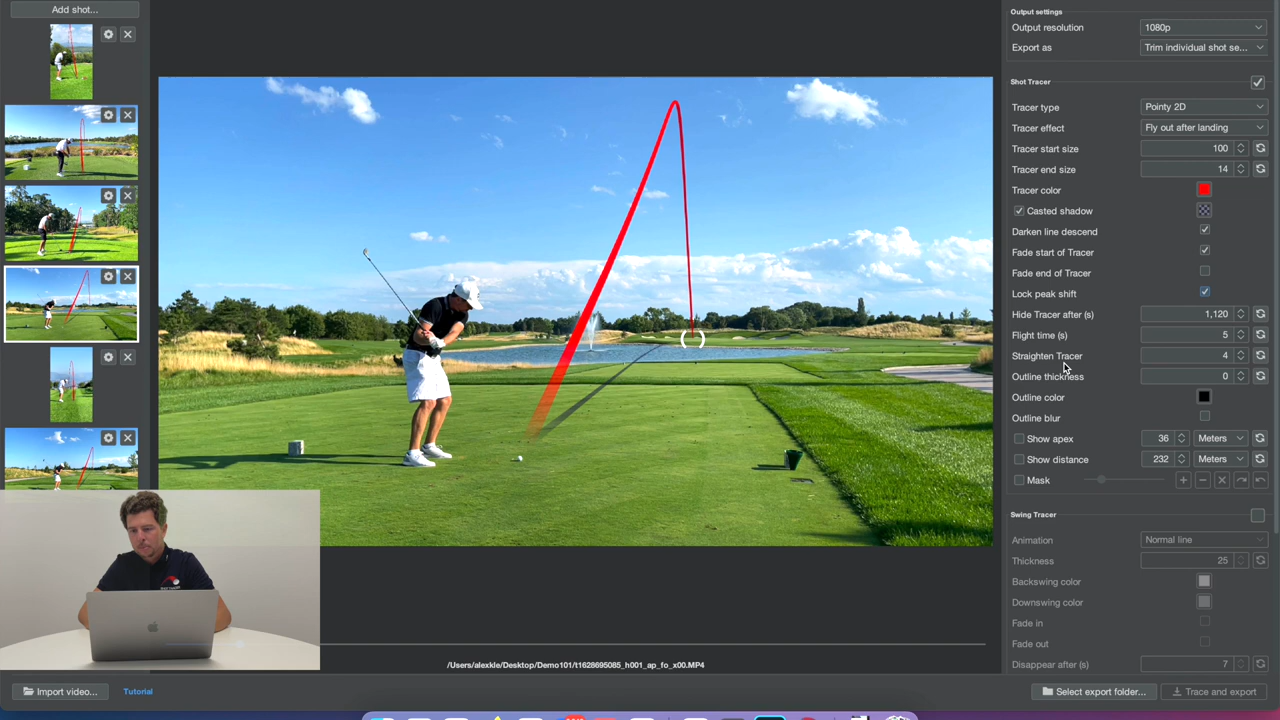 Add shot...
Output settings
Output resolution 1080p
Export as Trim individual shot se...
Shot Tracer
Tracer type Pointy 2D
Tracer effect Fly out after landing
Tracer start size 100
Tracer end size 14
Tracer color
Casted shadow
Darken line descend
Fade start of Tracer
Fade end of Tracer
Lock peak shift
Hide Tracer after (s) 1,120
Flight time (s) 5
Straighten Tracer 4
Outline thickness 0
Outline color
Outline blur
Show apex 36 Meters
Show distance 232 Meters
Mask
Swing Tracer
Animation Normal line
Thickness 25
Backswing color
Downswing color
Fade in
Fade out
Disappear after (s) 7
/Users/alexkle/Desktop/Demo101/t1628695085_h001_ap_fo_x00.MP4
Import video...
Tutorial
Select export folder...
Trace and export